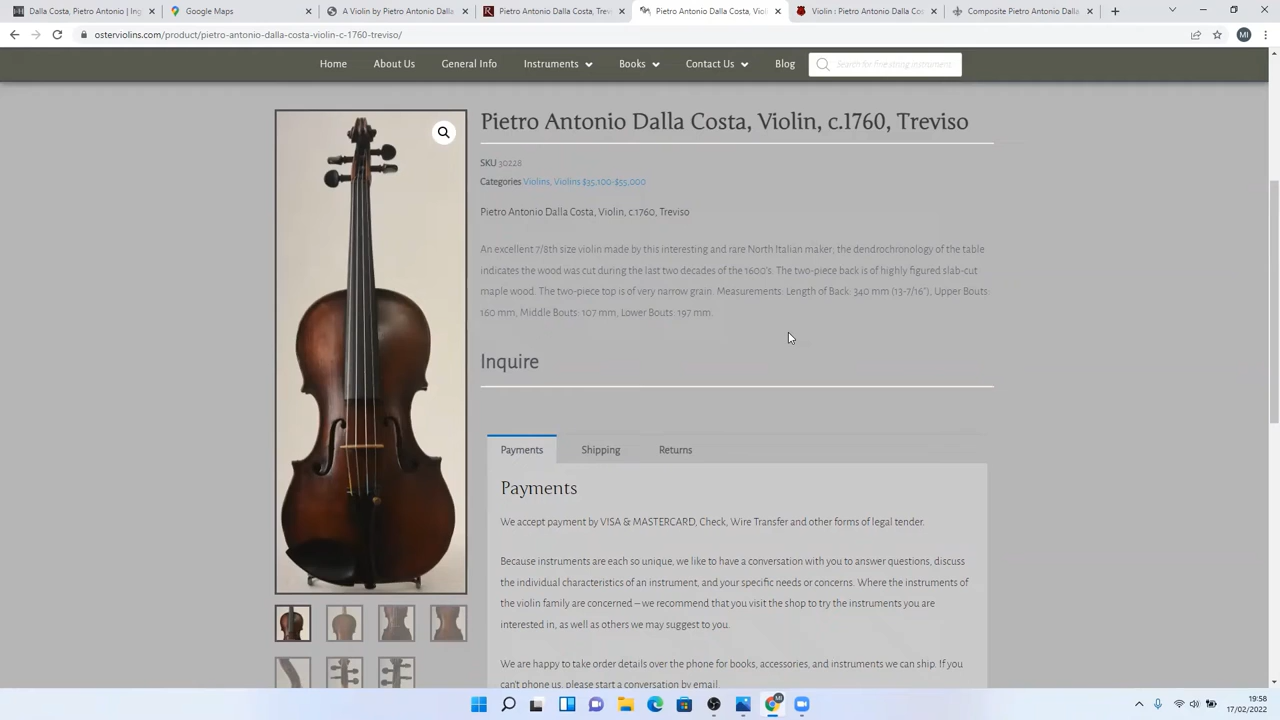 Dalla Costa, Pietro Antonio | Ing
Google Maps
A Violin by Pietro Antonio Dalla
Pietro Antonio Dalla Costa, Trev
Pietro Antonio Dalla Costa, Viol
Violin : Pietro Antonio Dalla Co
Composite Pietro Antonio Dalla
osterviolins.com/product/pietro-antonio-dalla-costa-violin-c-1760-treviso/
MI
Home
About Us
General Info
Instruments
Books
Contact Us
Blog
Search for fine string instruments
Pietro Antonio Dalla Costa, Violin, c.1760, Treviso
SKU 30228
Categories Violins, Violins $35,100-$55,000
Pietro Antonio Dalla Costa, Violin, c.1760, Treviso
An excellent 7/8th size violin made by this interesting and rare North Italian maker, the dendrochronology of the table
indicates the wood was cut during the last two decades of the 1600's. The two-piece back is of highly figured slab-cut
maple wood. The two-piece top is of very narrow grain. Measurements: Length of Back: 340 mm (13-7/16"), Upper Bouts:
160 mm, Middle Bouts: 107 mm, Lower Bouts: 197 mm.
Inquire
Payments
Shipping
Returns
Payments
We accept payment by VISA & MASTERCARD, Check, Wire Transfer and other forms of legal tender.
Because instruments are each so unique, we like to have a conversation with you to answer questions, discuss
the individual characteristics of an instrument, and your specific needs or concerns. Where the instruments of
the violin family are concerned – we recommend that you visit the shop to try the instruments you are
interested in, as well as others we may suggest to you.
We are happy to take order details over the phone for books, accessories, and instruments we can ship. If you
can't phone us, please start a conversation by email.
MI
19:58
17/02/2022